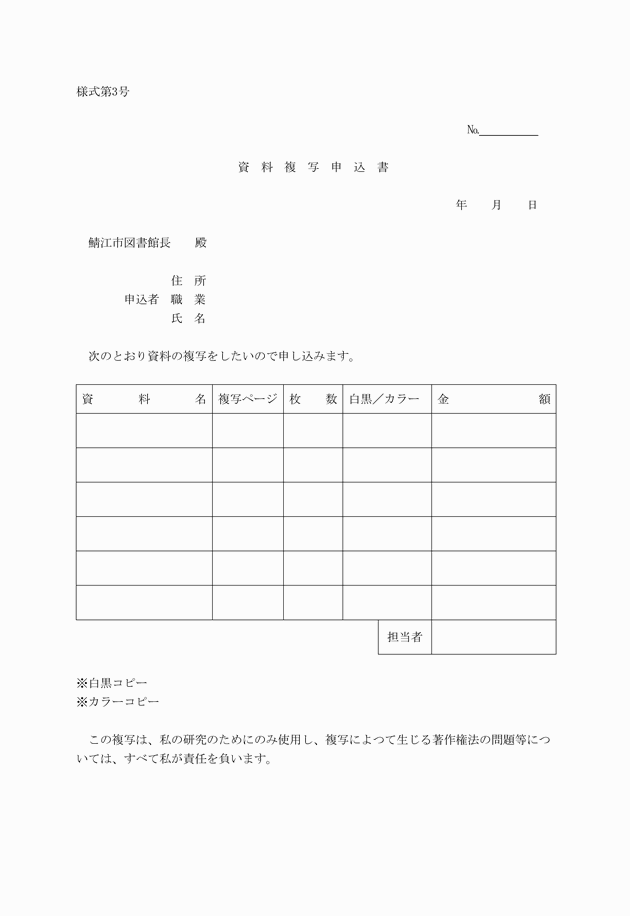 様式第3号
№
資　料　複　写　申　込　書
年　　月　　日
鯖江市図書館長　　殿
住　所
申込者　職　業
氏　名
次のとおり資料の複写をしたいので申し込みます。
資　料　名　複写ページ　枚　数　白黒／カラー　金　額
担当者
※白黒コピー
※カラーコピー
この複写は、私の研究のためにのみ使用し、複写によつて生じる著作権法の問題等につ
いては、すべて私が責任を負います。